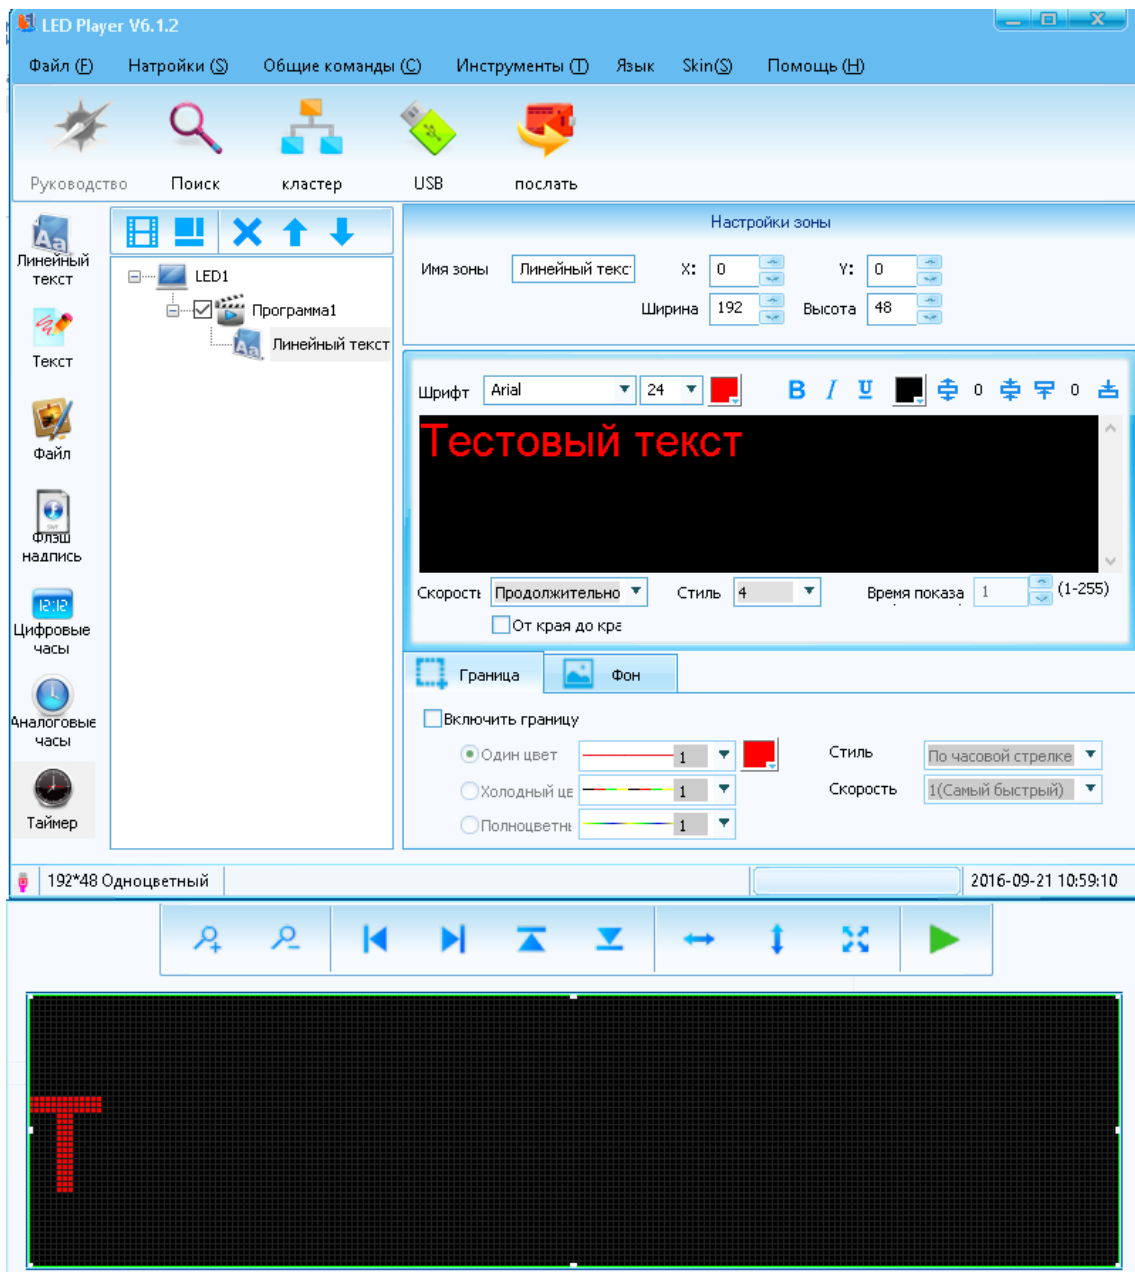 LED Player V6.1.2
Файл (F) Натройки (S) Общие команды (C) Инструменты (T) Язык Skin(S) Помощь (H)
Руководство Поиск кластер USB послать
Линейный
текст
Текст
Файл
Флэш
надпись
12:12
Цифровые
часы
Аналоговые
часы
Таймер
LED1
Программа1
Линейный текст
Настройки зоны
Имя зоны Линейный текс X: 0 Y: 0
Ширина 192 Высота 48
Шрифт Arial 24 B I U 0 0
Тестовый текст
Скорость Продолжительно Стиль 4 Время показа 1 (1-255)
От края до кра
Граница Фон
Включить границу
Один цвет 1 Стиль По часовой стрелке
Холодный це 1 Скорость 1(Самый быстрый)
Полноцветн 1
192*48 Одноцветный 2016-09-21 10:59:10
Т